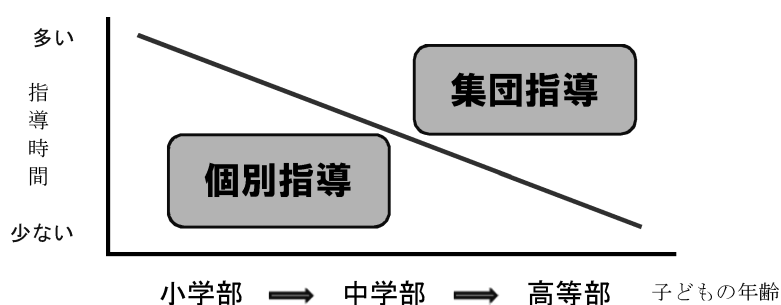 多い
指導時間
少ない
集団指導
個別指導
小学部 ➡ 中学部 ➡ 高等部 子どもの年齢